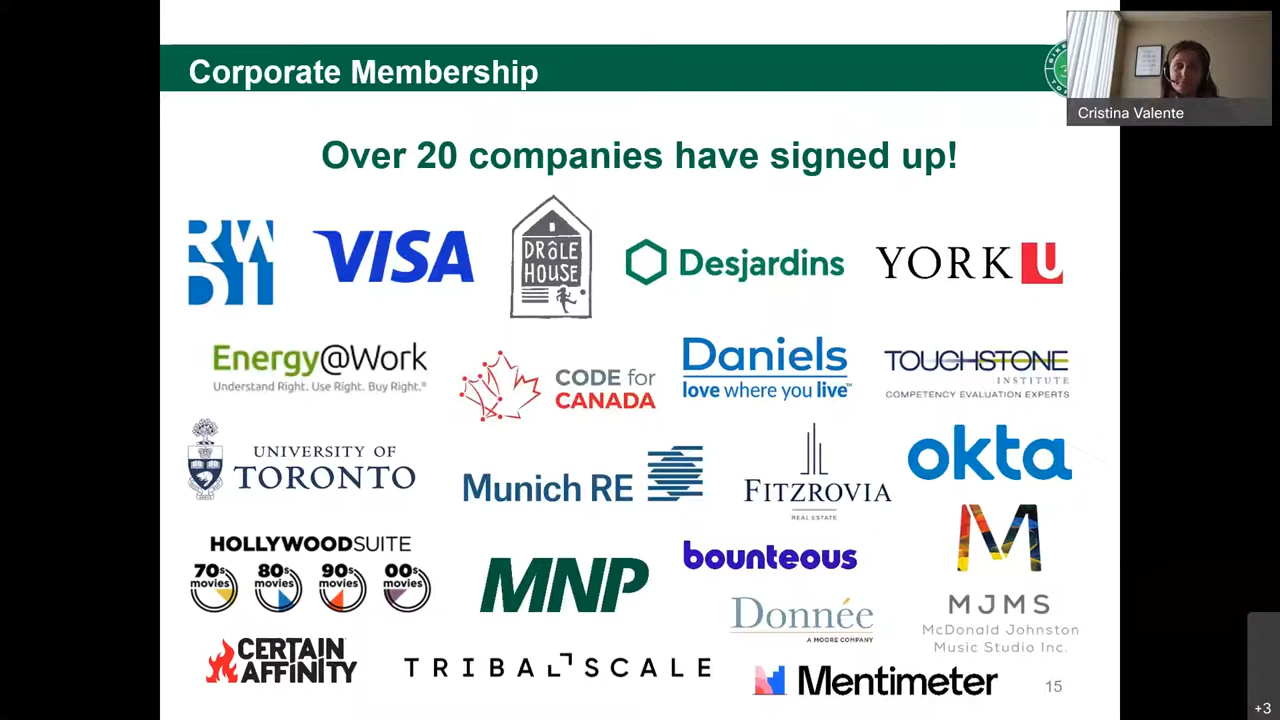 Corporate Membership
Cristina Valente
Over 20 companies have signed up!
RWDI
VISA
DRÔLE
HOUSE
Desjardins
YORK U
Energy@Work
Understand Right. Use Right. Buy Right.®
CODE for
CANADA
Daniels
love where you live™
TOUCHSTONE
INSTITUTE
COMPETENCY EVALUATION EXPERTS
UNIVERSITY OF
TORONTO
Munich RE
FITZROVIA
REAL ESTATE
okta
HOLLYWOODSUITE
70s movies 80s movies 90s movies 00s movies
MNP
bounteous
M
MJMS
McDonald Johnston
Music Studio Inc.
Donnée
A MOORE COMPANY
CERTAIN
AFFINITY
TRIBALSCALE
Mentimeter
15
+3